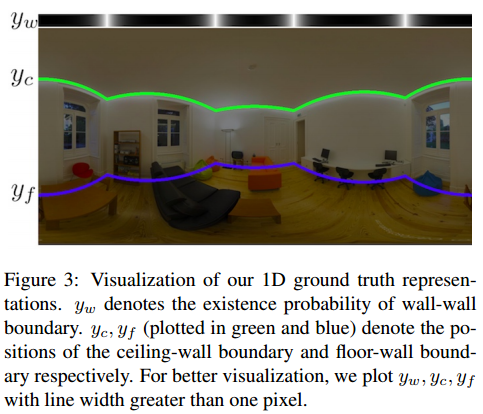 y_w
y_c
y_f
Figure 3: Visualization of our 1D ground truth represen-
tations. y_w denotes the existence probability of wall-wall
boundary. y_c, y_f (plotted in green and blue) denote the po-
sitions of the ceiling-wall boundary and floor-wall bound-
ary respectively. For better visualization, we plot y_w, y_c, y_f
with line width greater than one pixel.